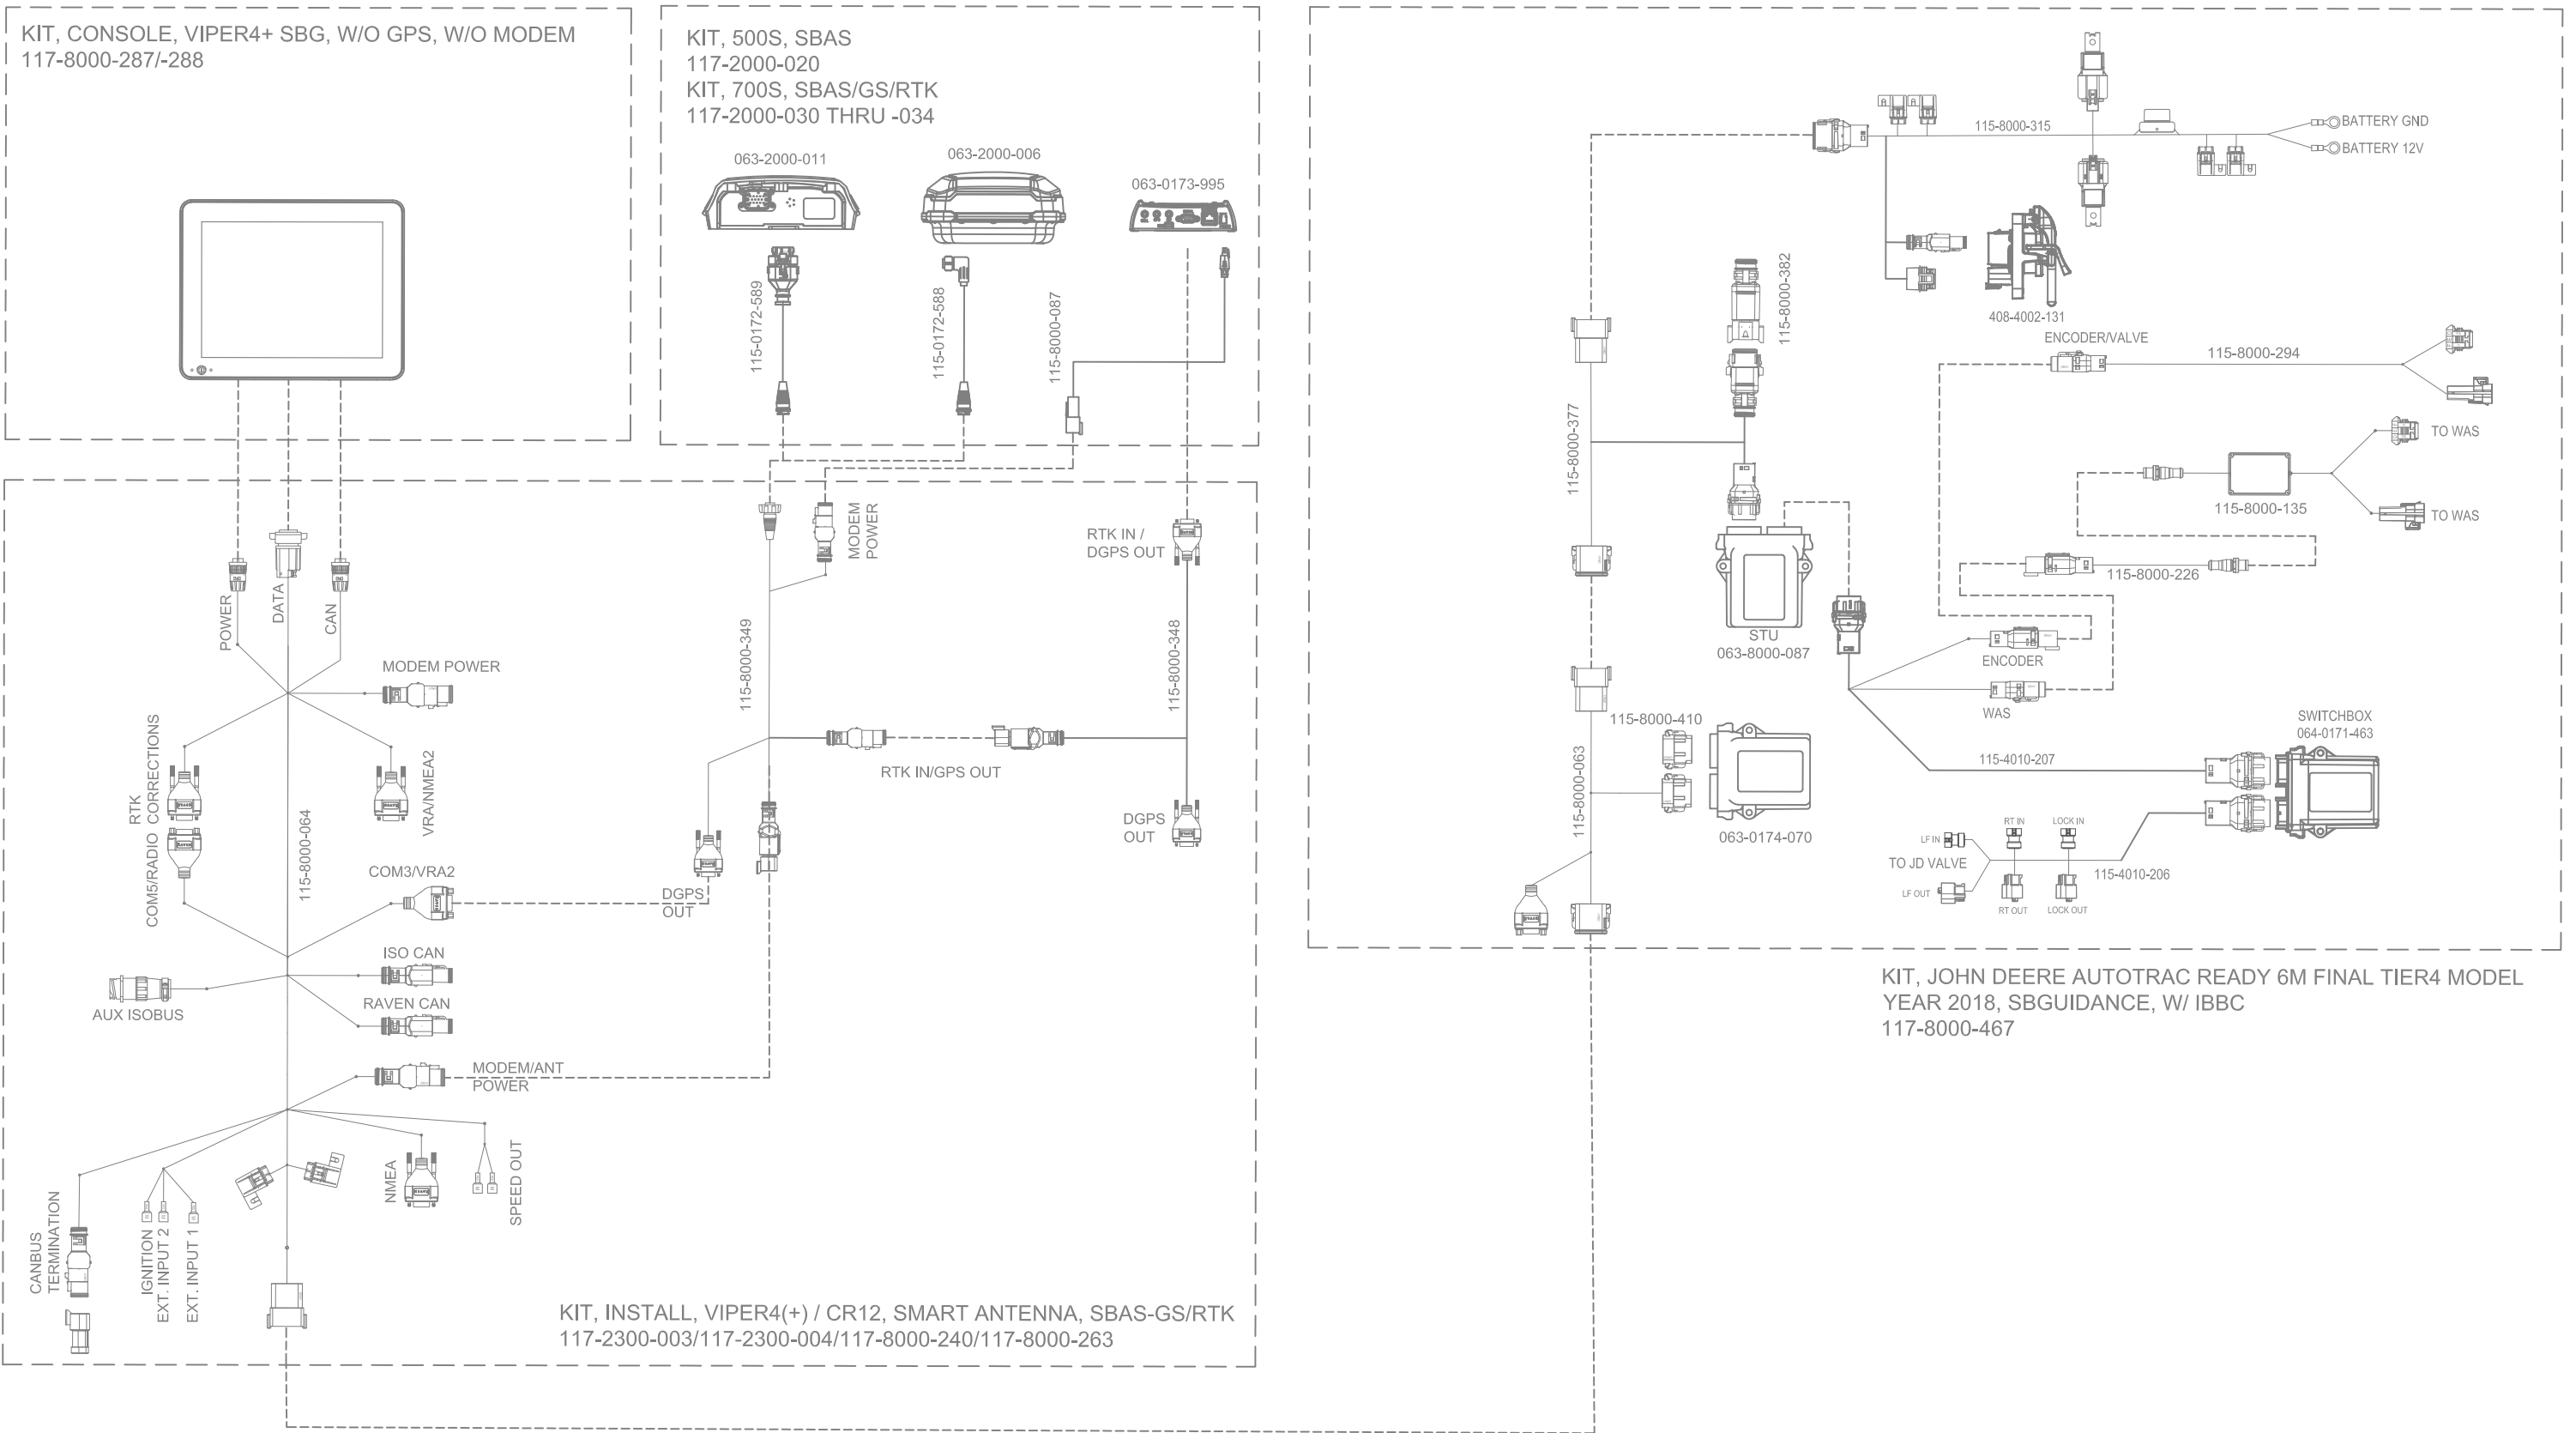 KIT, CONSOLE, VIPER4+ SBG, W/O GPS, W/O MODEM
117-8000-287/-288
KIT, 500S, SBAS
117-2000-020
KIT, 700S, SBAS/GS/RTK
117-2000-030 THRU -034
063-2000-011
063-2000-006
063-0173-995
115-0172-589
115-0172-588
115-8000-087
POWER
DATA
CAN
MODEM POWER
RTK
COM5/RADIO CORRECTIONS
VRA/NMEA2
115-8000-064
COM3/VRA2
ISO CAN
AUX ISOBUS
RAVEN CAN
MODEM/ANT
POWER
CANBUS
TERMINATION
IGNITION
EXT. INPUT 2
EXT. INPUT 1
NMEA
SPEED OUT
MODEM
POWER
RTK IN /
DGPS OUT
115-8000-349
115-8000-348
RTK IN/GPS OUT
DGPS
OUT
DGPS
OUT
KIT, INSTALL, VIPER4(+) / CR12, SMART ANTENNA, SBAS-GS/RTK
117-2300-003/117-2300-004/117-8000-240/117-8000-263
115-8000-315
BATTERY GND
BATTERY 12V
408-4002-131
115-8000-382
115-8000-377
ENCODER/VALVE
115-8000-294
TO WAS
115-8000-135
TO WAS
115-8000-226
STU
063-8000-087
ENCODER
WAS
115-8000-410
115-8000-063
063-0174-070
SWITCHBOX
064-0171-463
115-4010-207
LF IN
RT IN
LOCK IN
TO JD VALVE
115-4010-206
LF OUT
RT OUT
LOCK OUT
KIT, JOHN DEERE AUTOTRAC READY 6M FINAL TIER4 MODEL
YEAR 2018, SBGUIDANCE, W/ IBBC
117-8000-467